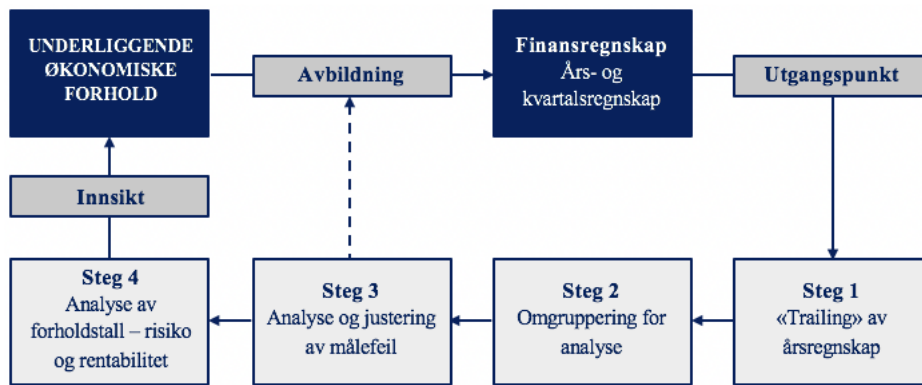 UNDERLIGGENDE
ØKONOMISKE
FORHOLD
Avbildning
Finansregnskap
Års- og
kvartalsregnskap
Utgangspunkt
Innsikt
Steg 4
Analyse av
forholdstall – risiko
og rentabilitet
Steg 3
Analyse og justering
av målefeil
Steg 2
Omgruppering for
analyse
Steg 1
«Trailing» av
årsregnskap